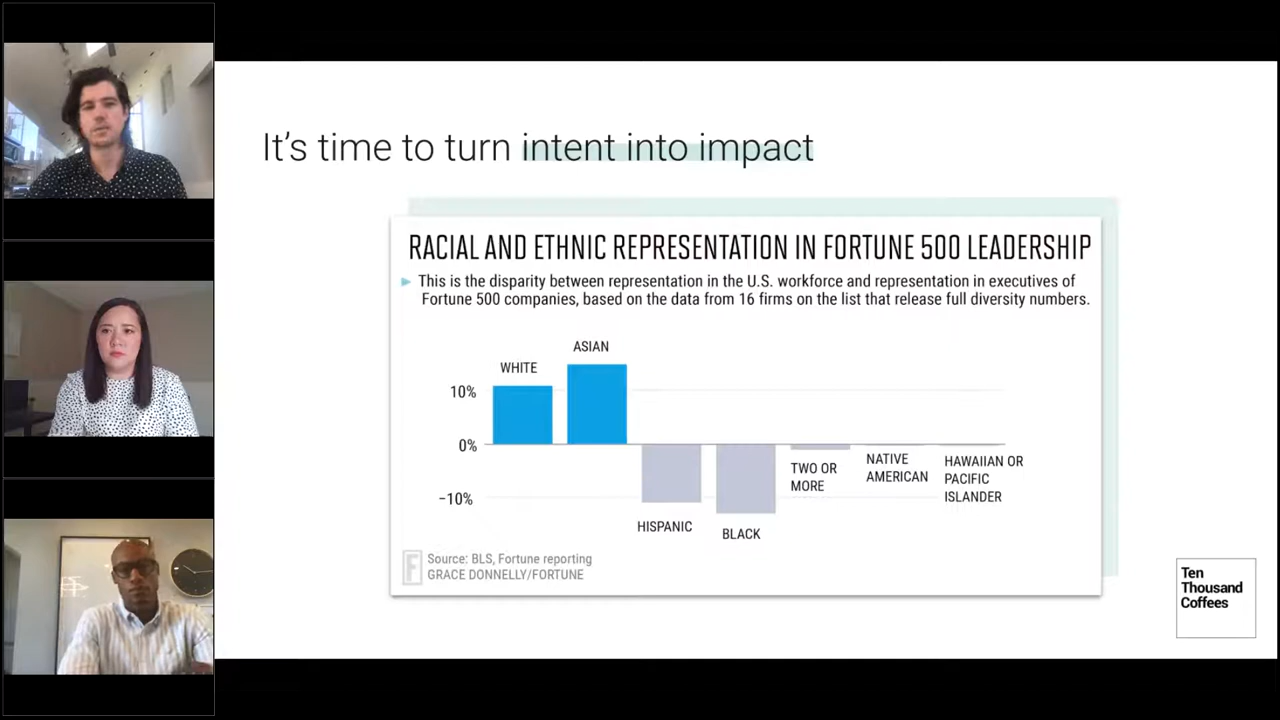 It's time to turn intent into impact
RACIAL AND ETHNIC REPRESENTATION IN FORTUNE 500 LEADERSHIP
This is the disparity between representation in the U.S. workforce and representation in executives of
Fortune 500 companies, based on the data from 16 firms on the list that release full diversity numbers.
ASIAN
WHITE
10%
0%
NATIVE
AMERICAN
HAWAIIAN OR
PACIFIC
ISLANDER
TWO OR
MORE
-10%
HISPANIC
BLACK
F
Source: BLS, Fortune reporting
GRACE DONNELLY/FORTUNE
Ten
Thousand
Coffees